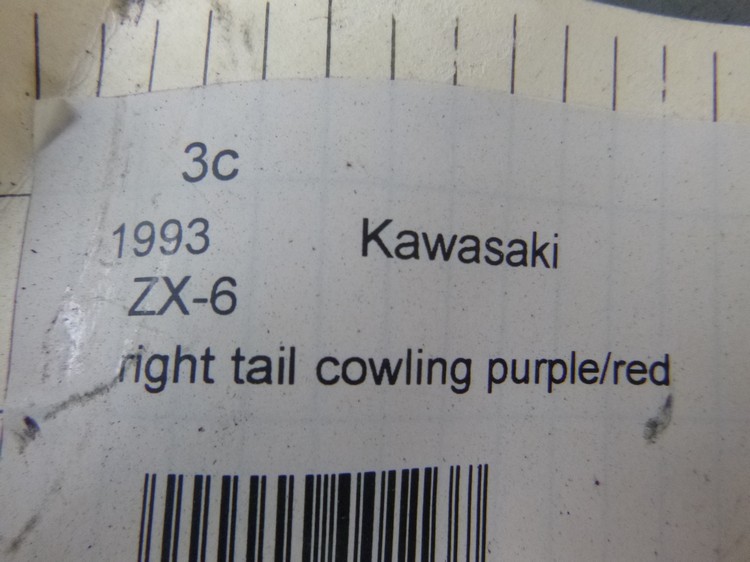 3c
1993 Kawasaki
ZX-6
right tail cowling purple/red